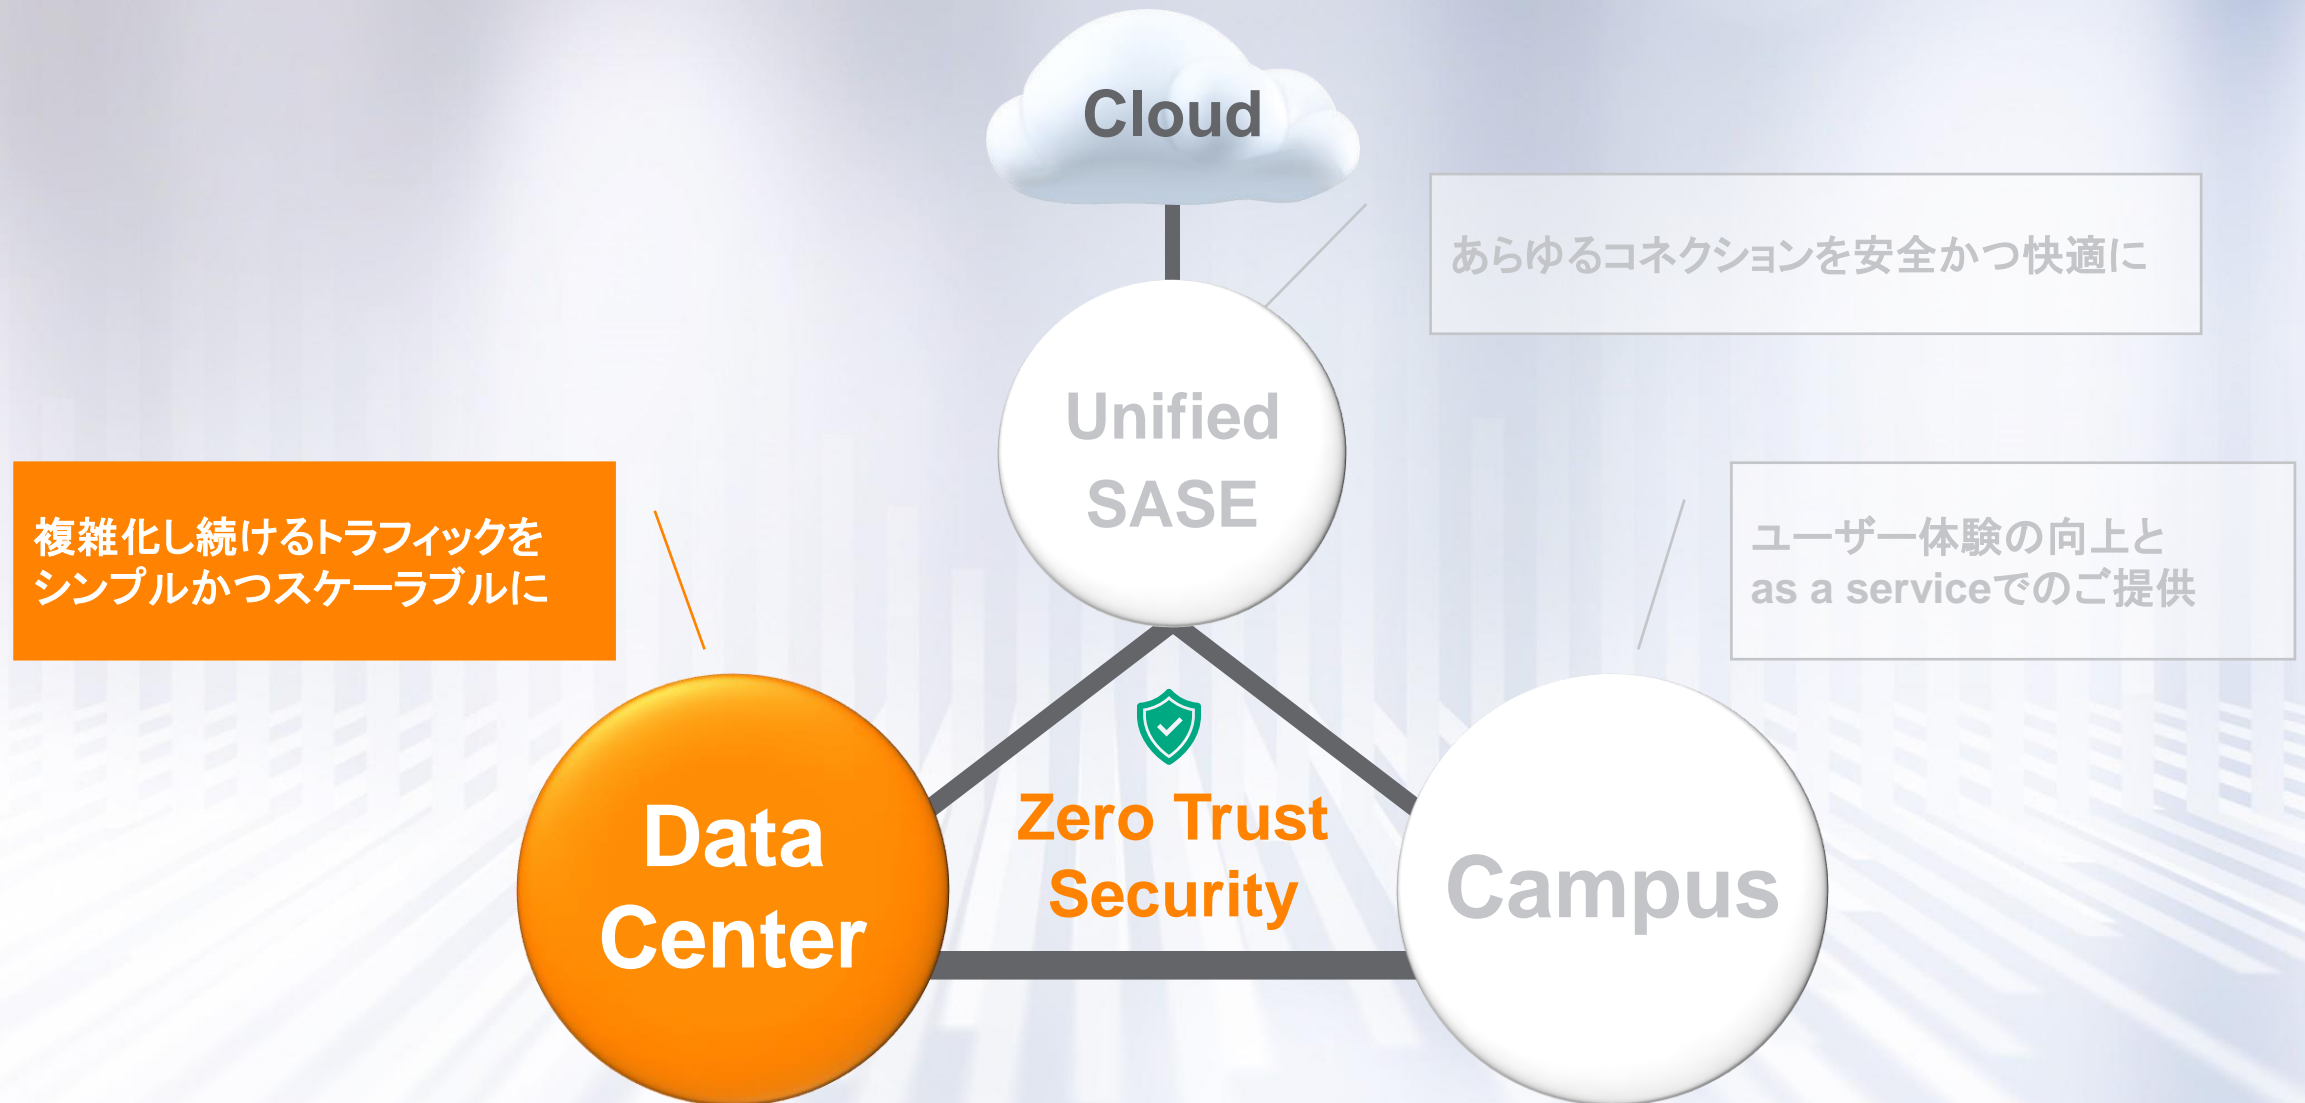 Cloud
あらゆるコネクションを安全かつ快適に
Unified
SASE
複雑化し続けるトラフィックを
シンプルかつスケーラブルに
ユーザー体験の向上と
as a serviceでのご提供
Data
Center
Zero Trust
Security
Campus